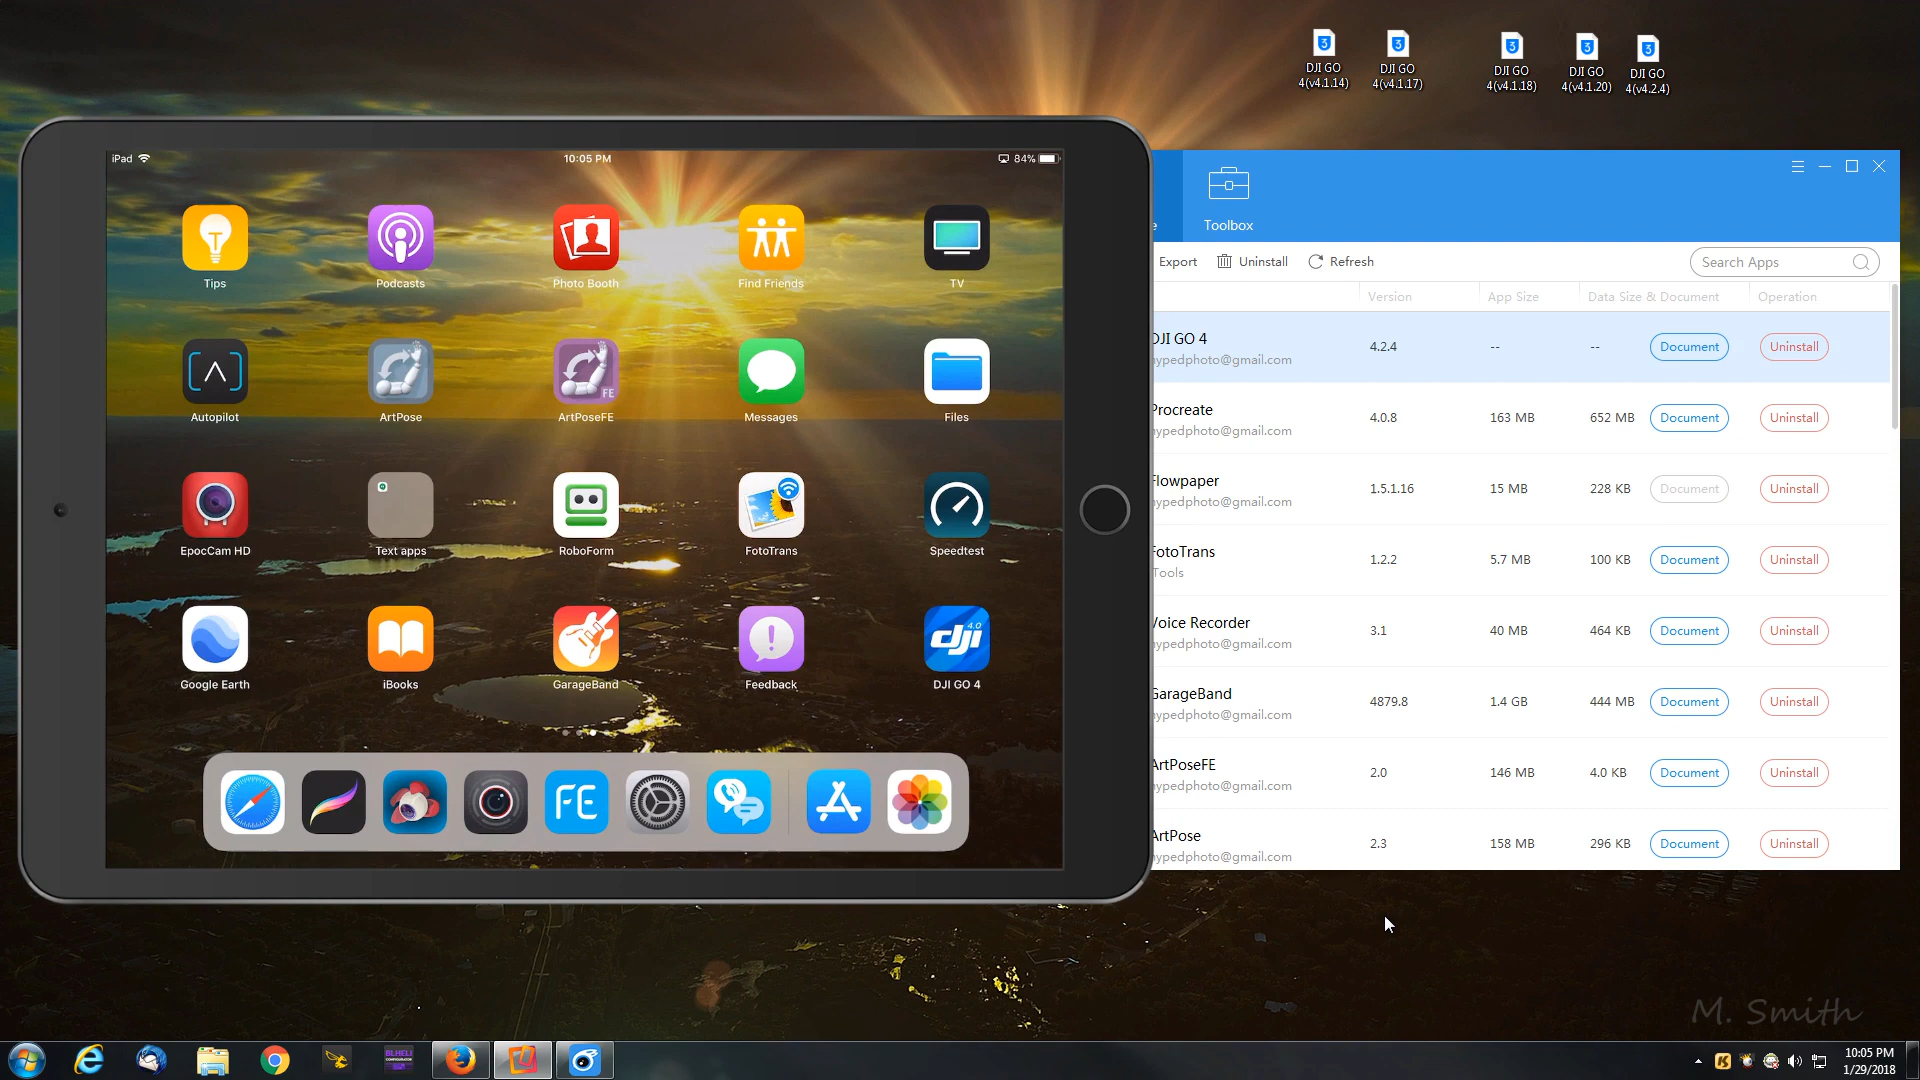 DJI GO
4(v4.1.14)
DJI GO
4(v4.1.17)
DJI GO
4(v4.1.18)
DJI GO
4(v4.1.20)
DJI GO
4(v4.2.4)
iPad
10:05 PM
84%
Tips
Podcasts
Photo Booth
Find Friends
TV
Autopilot
ArtPose
FE
ArtPoseFE
Messages
Files
EpocCam HD
Text apps
RoboForm
FotoTrans
Speedtest
Google Earth
iBooks
GarageBand
Feedback
dji 4.0
DJI GO 4
FE
e
Toolbox
Export
Uninstall
Refresh
Search Apps
Version
App Size
Data Size & Document
Operation
DJI GO 4
ypedphoto@gmail.com
4.2.4
--
--
Document
Uninstall
Procreate
ypedphoto@gmail.com
4.0.8
163 MB
652 MB
Document
Uninstall
Flowpaper
ypedphoto@gmail.com
1.5.1.16
15 MB
228 KB
Document
Uninstall
FotoTrans
Tools
1.2.2
5.7 MB
100 KB
Document
Uninstall
Voice Recorder
ypedphoto@gmail.com
3.1
40 MB
464 KB
Document
Uninstall
GarageBand
ypedphoto@gmail.com
4879.8
1.4 GB
444 MB
Document
Uninstall
ArtPoseFE
ypedphoto@gmail.com
2.0
146 MB
4.0 KB
Document
Uninstall
ArtPose
ypedphoto@gmail.com
2.3
158 MB
296 KB
Document
Uninstall
M. Smith
BLHELI
CONFIGURATOR
10:05 PM
1/29/2018